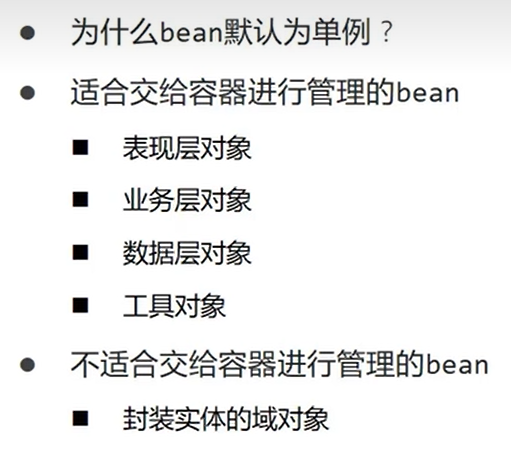 为什么bean默认为单例？
适合交给容器进行管理的bean
表现层对象
业务层对象
数据层对象
工具对象
不适合交给容器进行管理的bean
封装实体的域对象